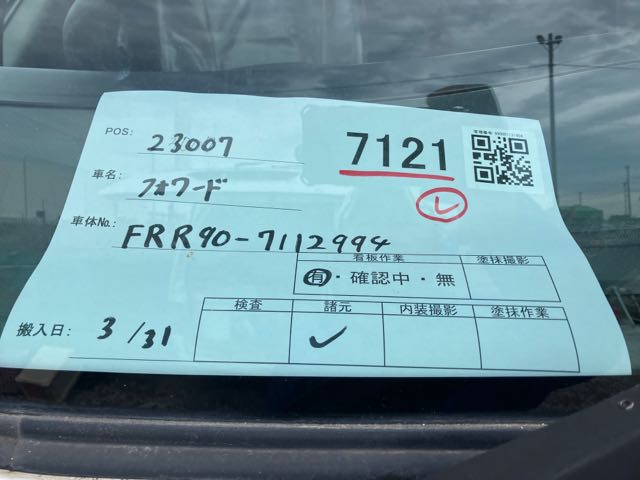 POS: 23007
7121
車名: フォワード
車体No.: FRR90-7112994
看板作業 塗抹撮影
有・確認中・無
検査 諸元 内装撮影 塗抹作業
搬入日: 3/31